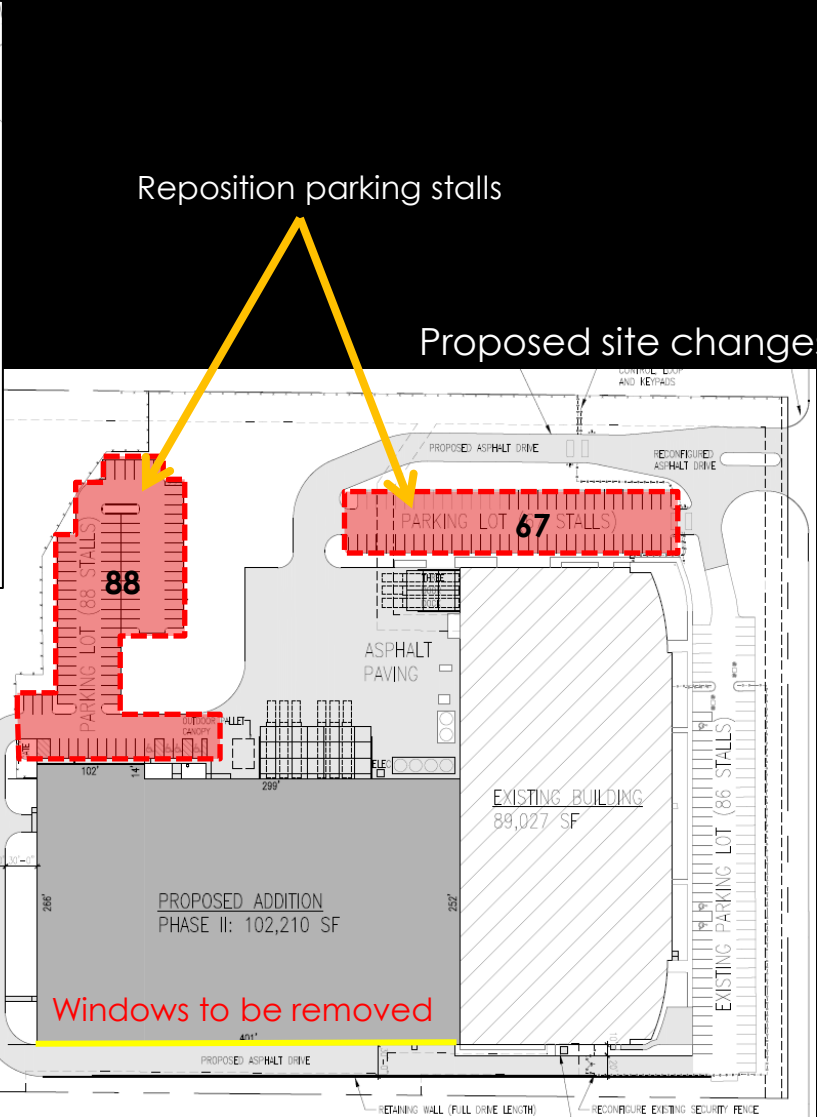 Reposition parking stalls
Proposed site change
CONTROL LOOP
AND KEYPADS
PROPOSED ASPHALT DRIVE
RECONFIGURED
ASPHALT DRIVE
PARKING LOT 67 STALLS)
88
PARKING LOT (88 STALLS)
THREE
ASPHALT
PAVING
OUTDOOR PALLET
CANOPY
ELEC
102'
14'
299'
EXISTING BUILDING
89,027 SF
EXISTING PARKING LOT (86 STALLS)
30'-0"
266'
252'
PROPOSED ADDITION
PHASE II: 102,210 SF
Windows to be removed
401'
PROPOSED ASPHALT DRIVE
RETAINING WALL (FULL DRIVE LENGTH)
RECONFIGURE EXISTING SECURITY FENCE